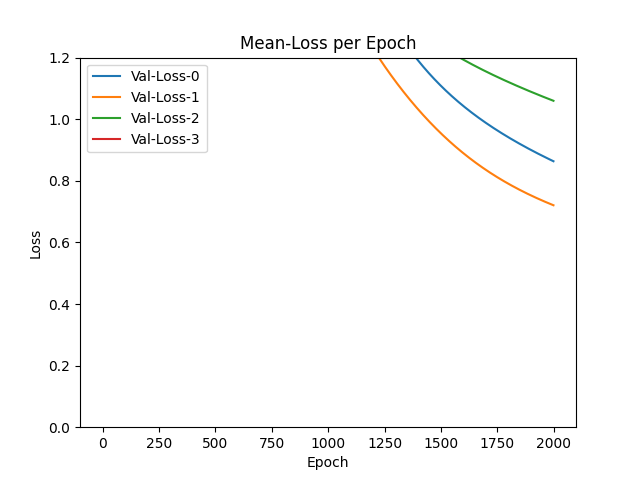 Mean-Loss per Epoch
Val-Loss-0
Val-Loss-1
Val-Loss-2
Val-Loss-3
1.2
1.0
0.8
0.6
0.4
0.2
0.0
Loss
0 250 500 750 1000 1250 1500 1750 2000
Epoch